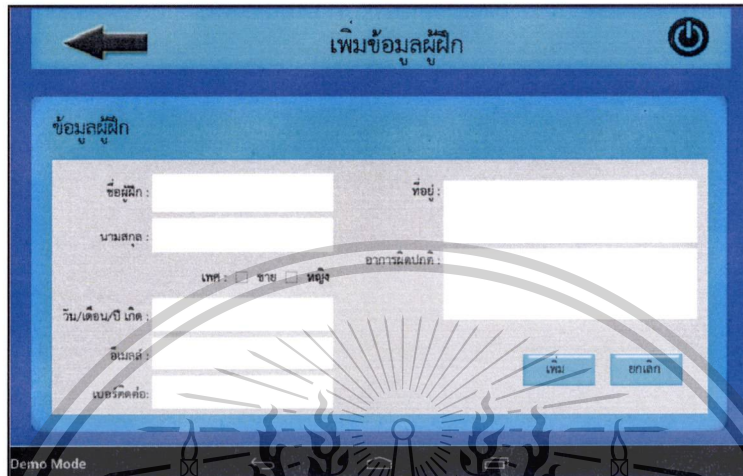 เพิ่มข้อมูลผู้ฝึก
ข้อมูลผู้ฝึก
ชื่อผู้ฝึก :
นามสกุล :
เพศ : ชาย หญิง
วัน/เดือน/ปี เกิด :
อีเมลล์ :
เบอร์ติดต่อ:
ที่อยู่ :
อาการผิดปกติ :
เพิ่ม ยกเลิก
Demo Mode